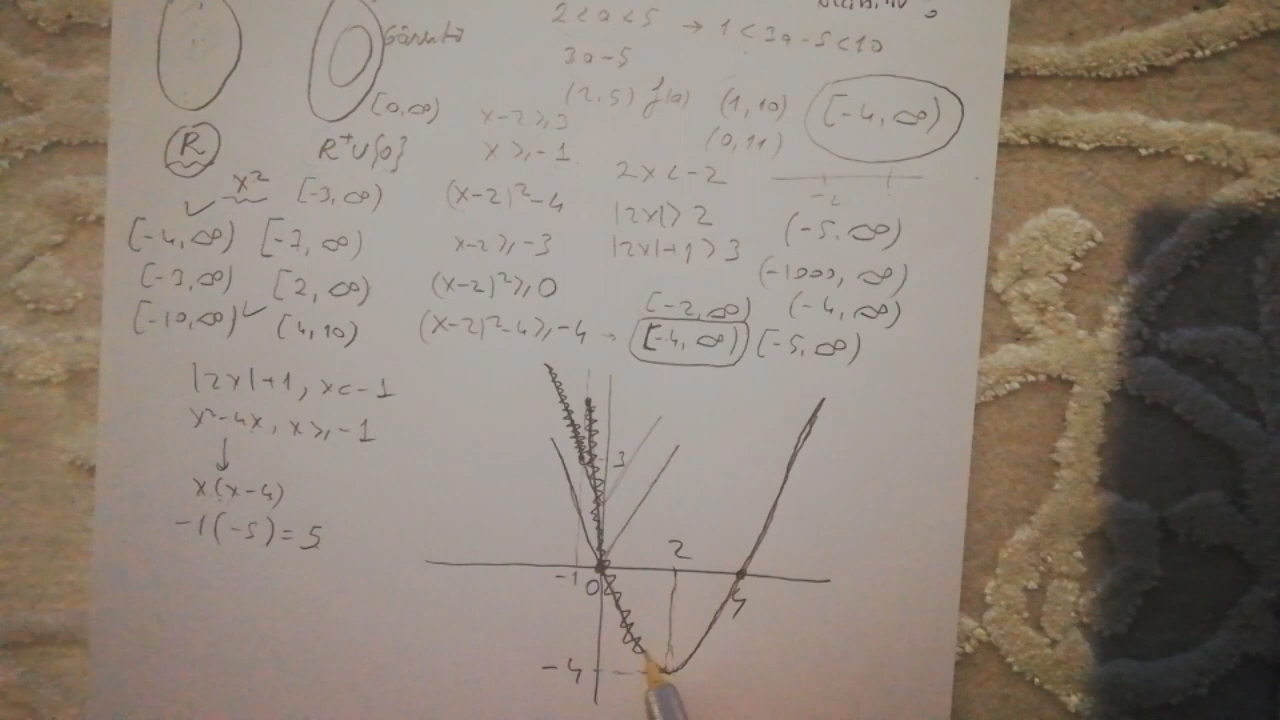 2<a<5 → 1<3a-5<10
3a-5
(2,5) f(a) (1,10) [-4,∞)
(0,11)
[0,∞)
x-2≥3
x≥-1
R R⁺∪{0}
x² [-3,∞) (x-2)²-4 2x<-2
-2
[-4,∞) [-7,∞) x-2≥-3 |2x|>2 (-5,∞)
|2x|+1>3
[-3,∞) [2,∞) (x-2)²≥0 (-1000,∞)
[-10,∞) (4,10) (x-2)²-4≥-4 → [-2,∞) (-4,∞)
[-4,∞) [-5,∞)
|2x|+1, x<-1
x²-4x, x≥-1
↓
x(x-4)
-1(-5)=5
3
-1 0 2 4
-4